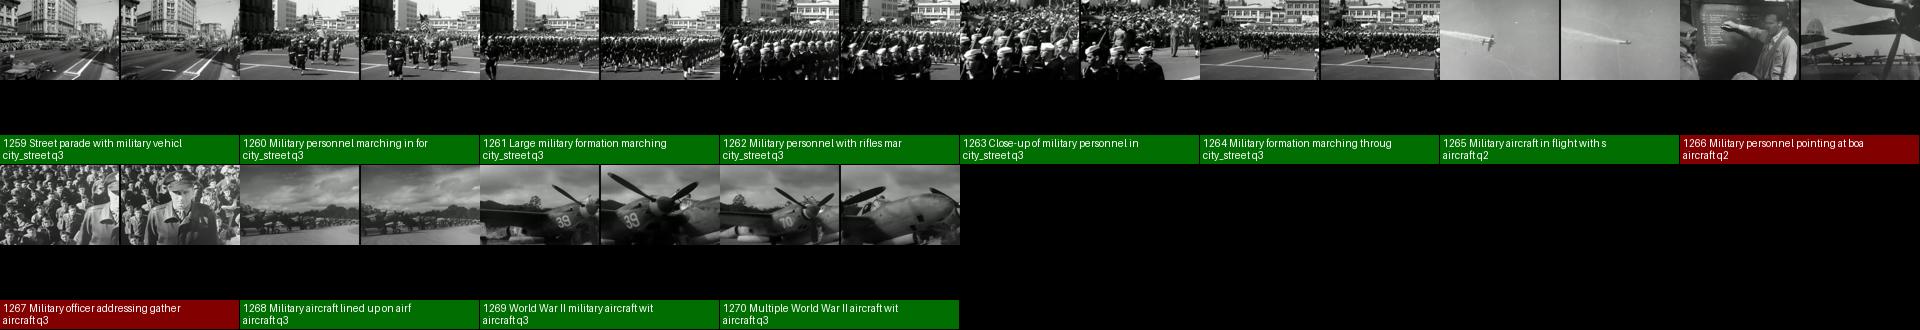 1259 Street parade with military vehicl
city_street q3
1260 Military personnel marching in for
city_street q3
1261 Large military formation marching
city_street q3
1262 Military personnel with rifles mar
city_street q3
1263 Close-up of military personnel in
city_street q3
1264 Military formation marching throug
city_street q3
1265 Military aircraft in flight with s
aircraft q2
1266 Military personnel pointing at boa
aircraft q2
39
39
70
1267 Military officer addressing gather
aircraft q3
1268 Military aircraft lined up on airf
aircraft q3
1269 World War II military aircraft wit
aircraft q3
1270 Multiple World War II aircraft wit
aircraft q3